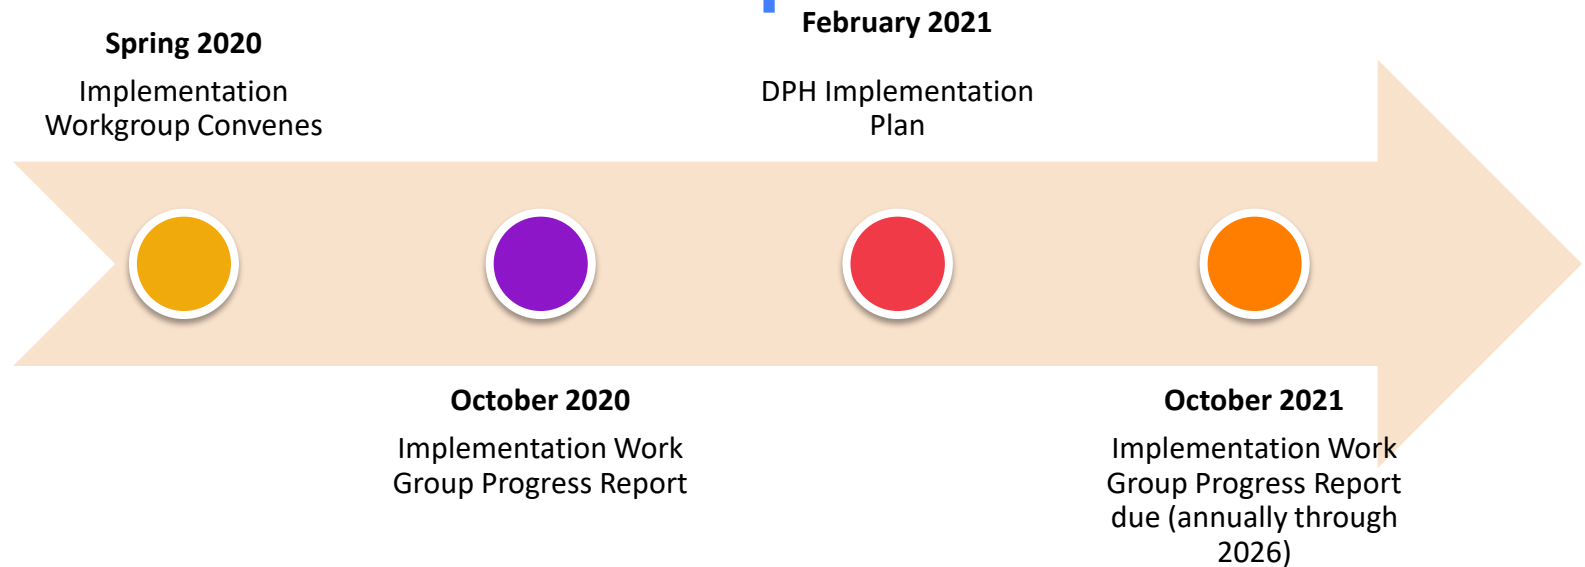 Spring 2020
Implementation
Workgroup Convenes
October 2020
Implementation Work
Group Progress Report
February 2021
DPH Implementation
Plan
October 2021
Implementation Work
Group Progress Report
due (annually through
2026)